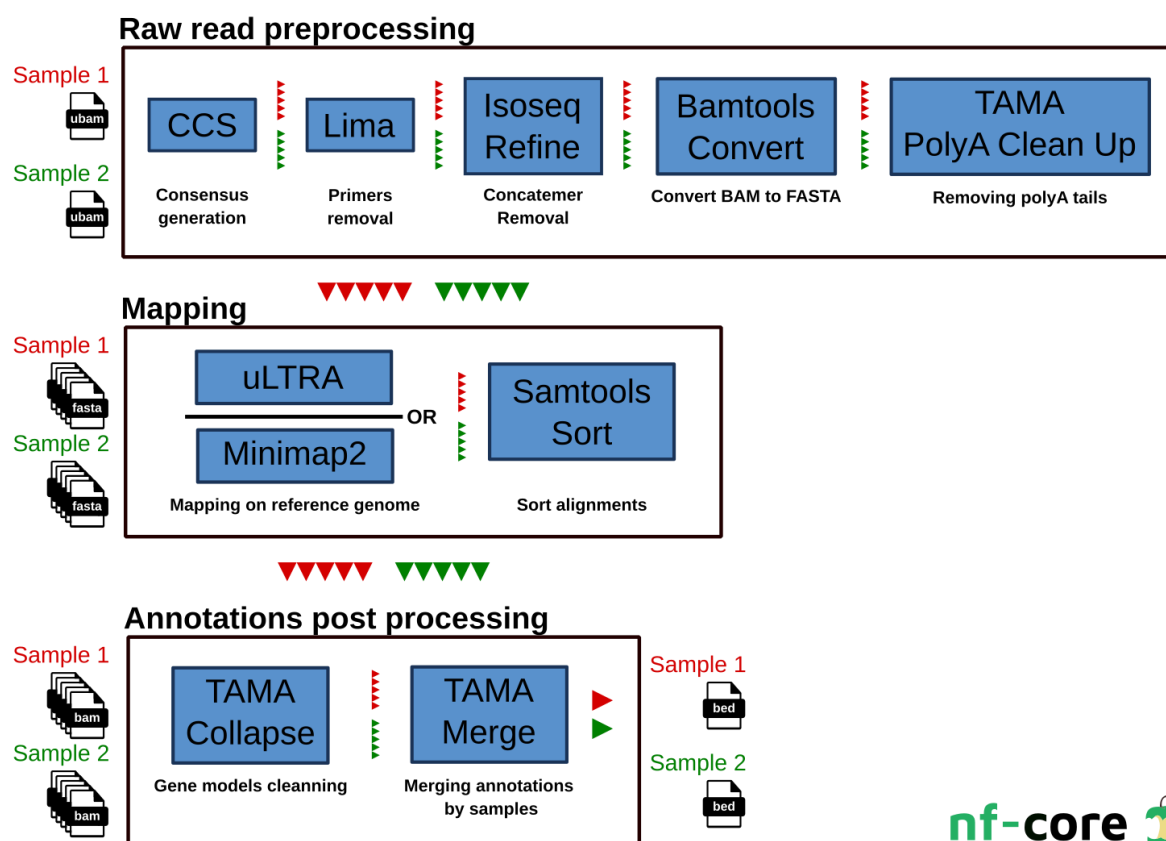 Raw read preprocessing
Sample 1
ubam
Sample 2
ubam
CCS
Consensus
generation
Lima
Primers
removal
Isoseq
Refine
Concatemer
Removal
Bamtools
Convert
Convert BAM to FASTA
TAMA
PolyA Clean Up
Removing polyA tails
Mapping
Sample 1
fasta
Sample 2
fasta
uLTRA
OR
Minimap2
Mapping on reference genome
Samtools
Sort
Sort alignments
Annotations post processing
Sample 1
bam
Sample 2
bam
TAMA
Collapse
Gene models cleanning
TAMA
Merge
Merging annotations
by samples
Sample 1
bed
Sample 2
bed
nf-core